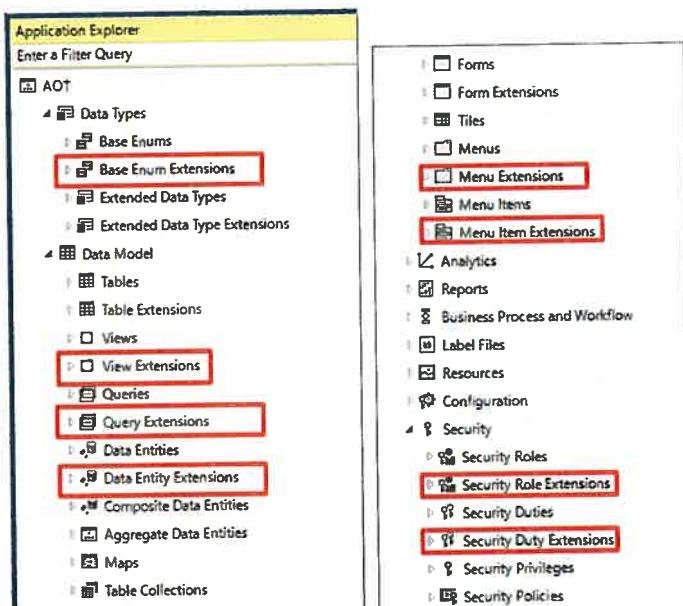 Application Explorer
Enter a Filter Query
AOT
Data Types
Base Enums
Base Enum Extensions
Extended Data Types
Extended Data Type Extensions
Data Model
Tables
Table Extensions
Views
View Extensions
Queries
Query Extensions
Data Entities
Data Entity Extensions
Composite Data Entities
Aggregate Data Entities
Maps
Table Collections
Forms
Form Extensions
Tiles
Menus
Menu Extensions
Menu Items
Menu Item Extensions
Analytics
Reports
Business Process and Workflow
Label Files
Resources
Configuration
Security
Security Roles
Security Role Extensions
Security Duties
Security Duty Extensions
Security Privileges
Security Policies